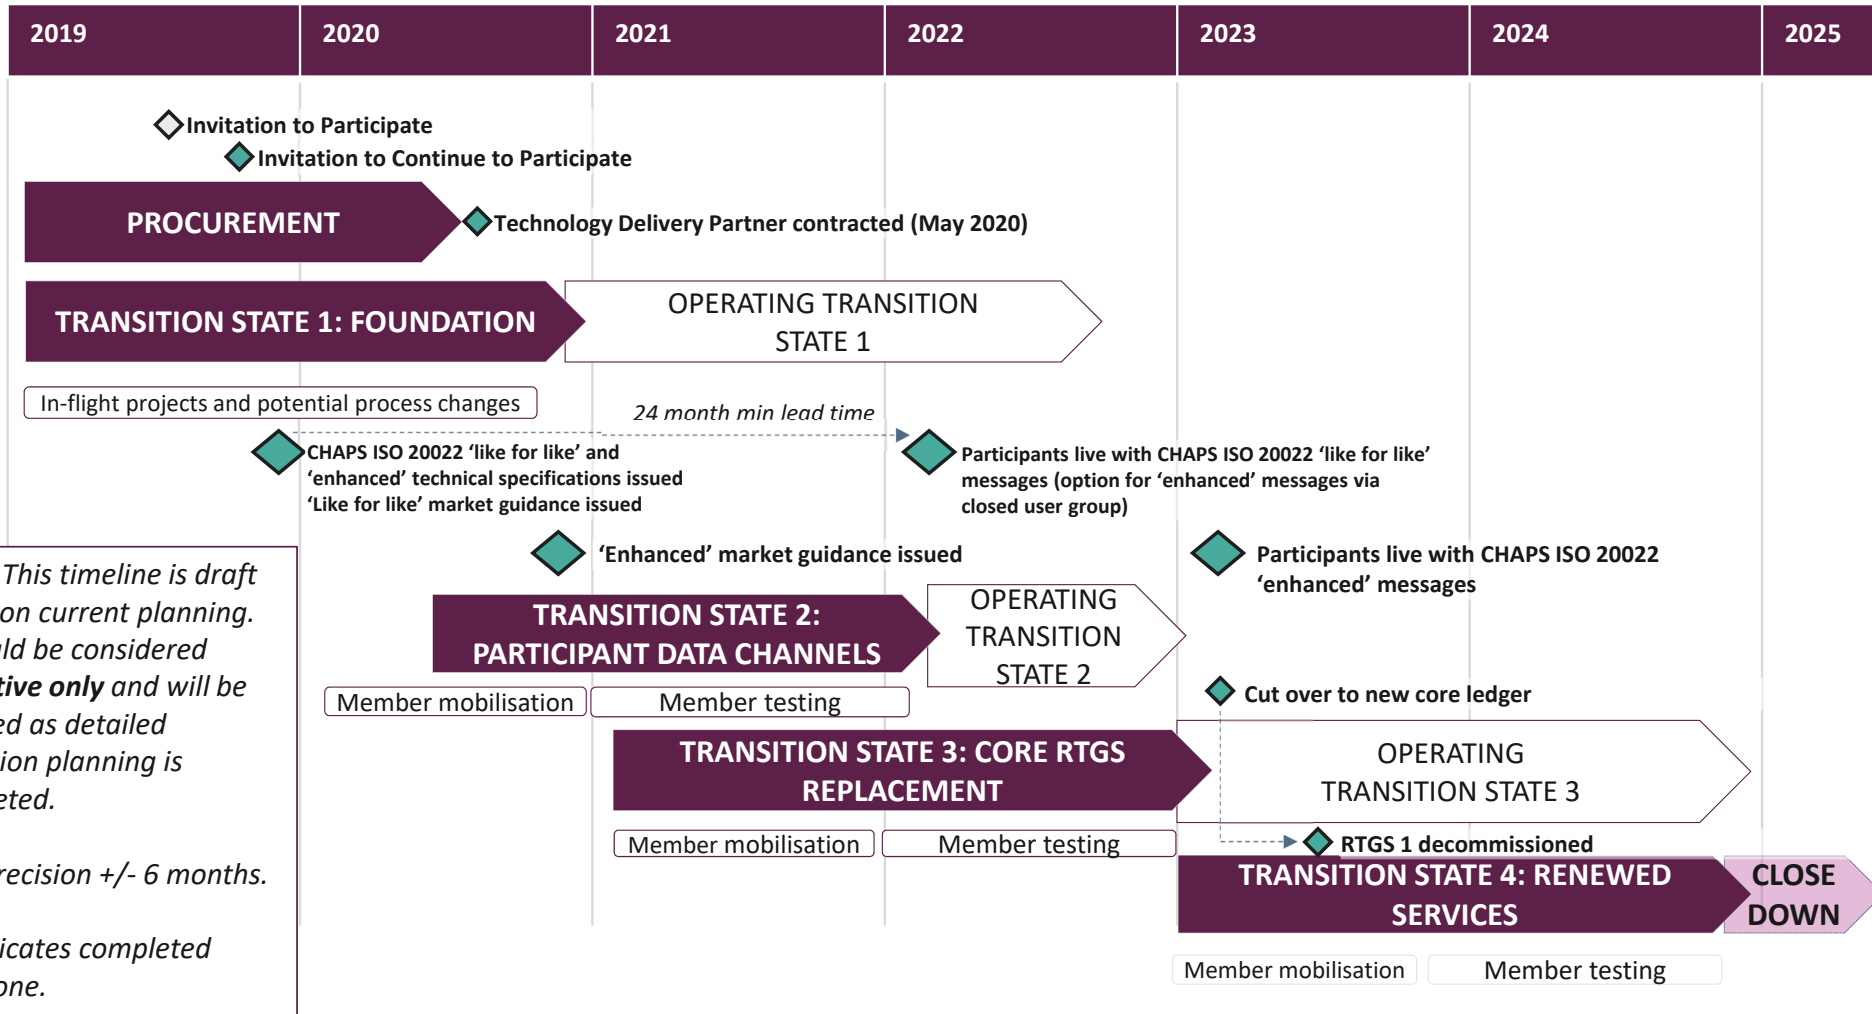 2019 2020 2021 2022 2023 2024 2025
Invitation to Participate
Invitation to Continue to Participate
PROCUREMENT
Technology Delivery Partner contracted (May 2020)
TRANSITION STATE 1: FOUNDATION
OPERATING TRANSITION
STATE 1
In-flight projects and potential process changes
24 month min lead time
CHAPS ISO 20022 ‘like for like’ and
‘enhanced’ technical specifications issued
‘Like for like’ market guidance issued
Participants live with CHAPS ISO 20022 ‘like for like’
messages (option for ‘enhanced’ messages via
closed user group)
‘Enhanced’ market guidance issued
Participants live with CHAPS ISO 20022
‘enhanced’ messages
This timeline is draft
on current planning.
ld be considered
tive only and will be
ed as detailed
ion planning is
eted.
recision +/- 6 months.
icates completed
one.
TRANSITION STATE 2:
PARTICIPANT DATA CHANNELS
OPERATING
TRANSITION
STATE 2
Member mobilisation
Member testing
Cut over to new core ledger
TRANSITION STATE 3: CORE RTGS
REPLACEMENT
OPERATING
TRANSITION STATE 3
Member mobilisation
Member testing
RTGS 1 decommissioned
TRANSITION STATE 4: RENEWED
SERVICES
CLOSE
DOWN
Member mobilisation
Member testing